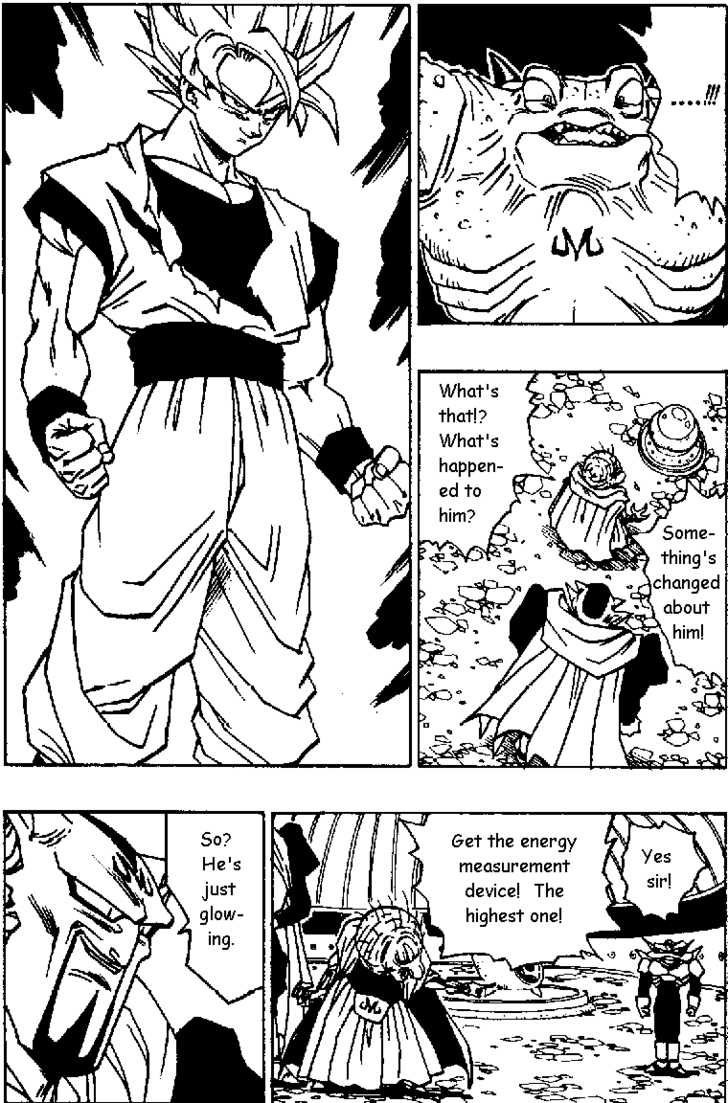 .....!!!
What's
that!?
What's
happen-
ed to
him?
Some-
thing's
changed
about
him!
So?
He's
just
glow-
ing.
Get the energy
measurement
device! The
highest one!
Yes
sir!